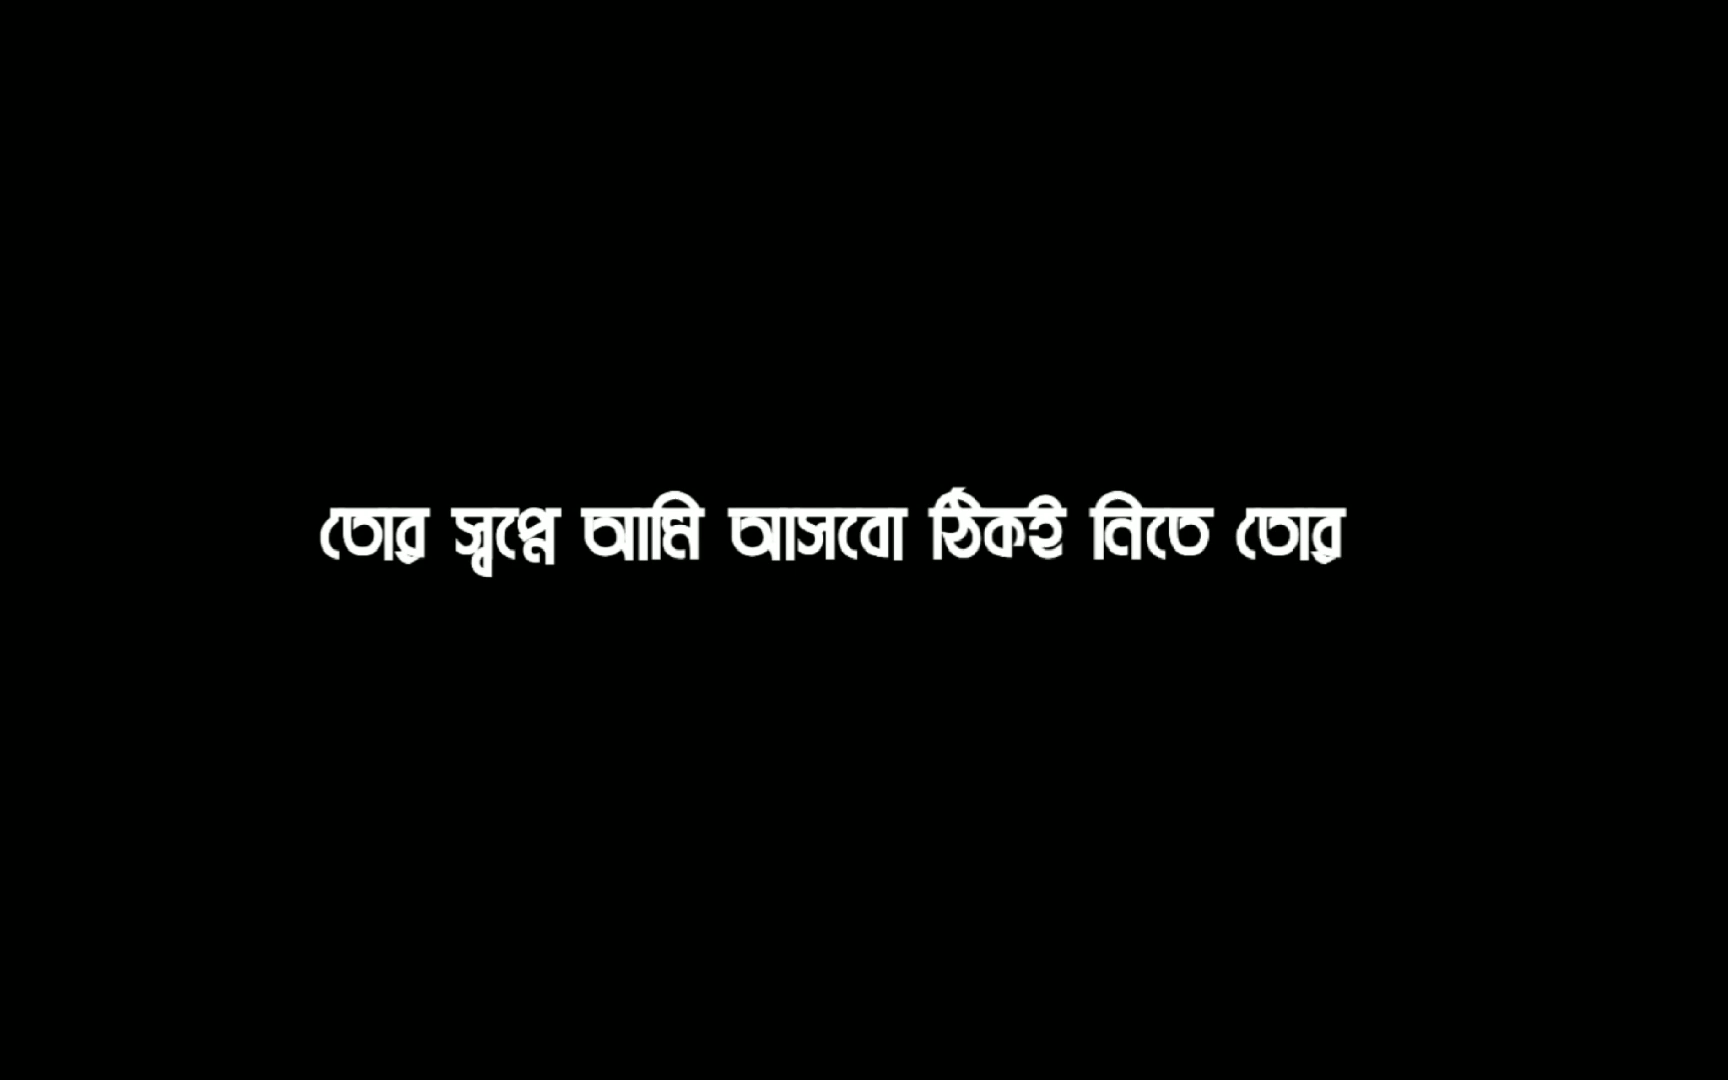 তোর স্বপ্নে আমি আসবো ঠিকই নিতে তোর